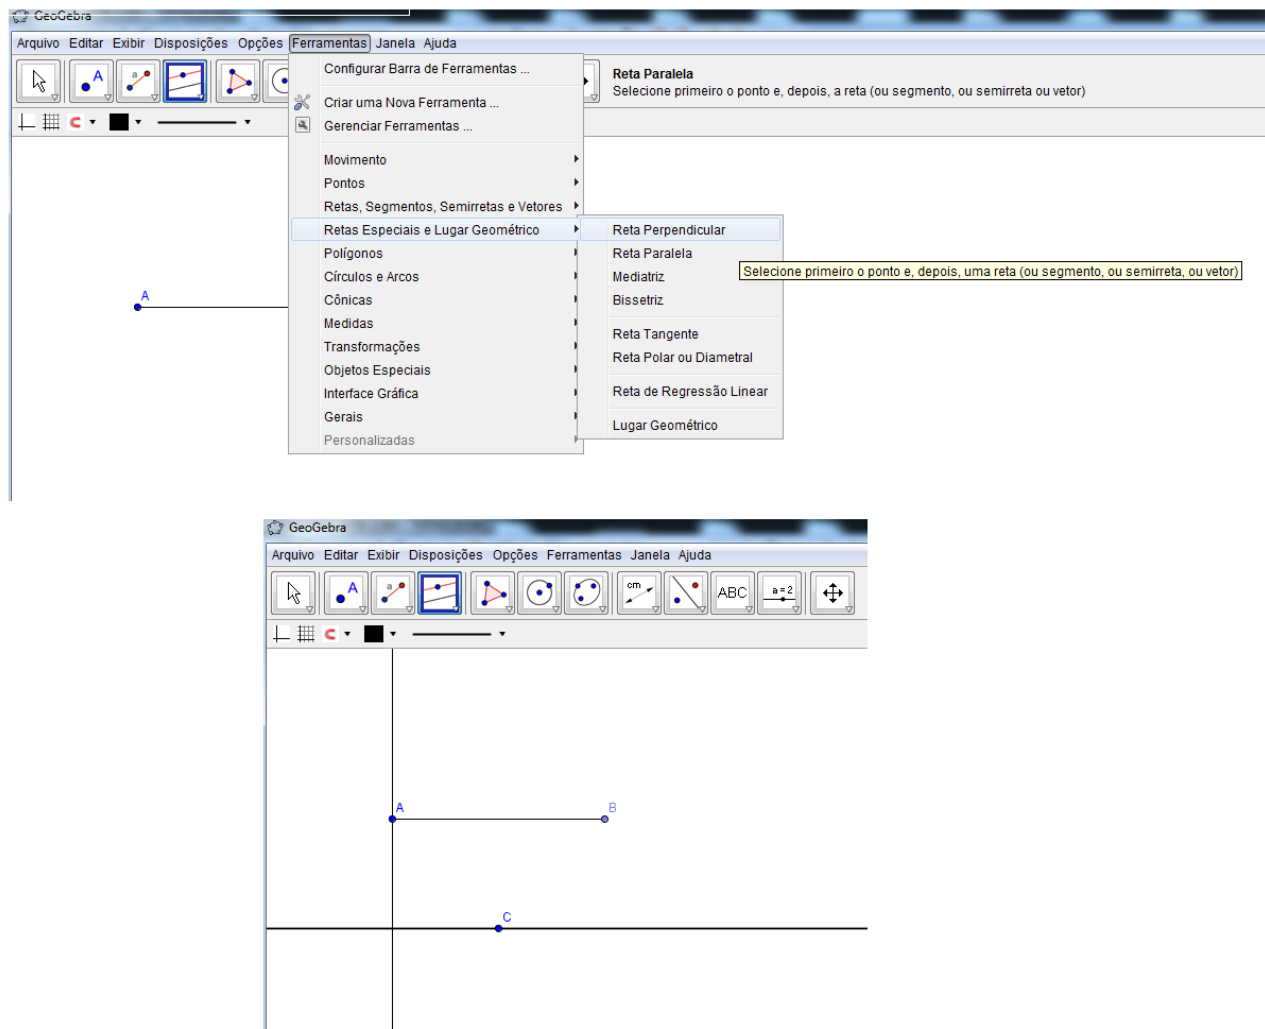 GeoGebra
Arquivo Editar Exibir Disposições Opções Ferramentas Janela Ajuda
A
a
Configurar Barra de Ferramentas ...
Reta Paralela
Selecione primeiro o ponto e, depois, a reta (ou segmento, ou semirreta ou vetor)
Criar uma Nova Ferramenta ...
Gerenciar Ferramentas ...
Movimento
Pontos
Retas, Segmentos, Semirretas e Vetores
Retas Especiais e Lugar Geométrico
Reta Perpendicular
Polígonos
Reta Paralela
Selecione primeiro o ponto e, depois, uma reta (ou segmento, ou semirreta, ou vetor)
Círculos e Arcos
Mediatriz
A
Cônicas
Bissetriz
Medidas
Reta Tangente
Transformações
Reta Polar ou Diametral
Objetos Especiais
Interface Gráfica
Reta de Regressão Linear
Gerais
Lugar Geométrico
Personalizadas
GeoGebra
Arquivo Editar Exibir Disposições Opções Ferramentas Janela Ajuda
A
a
cm
ABC
a = 2
A
B
C